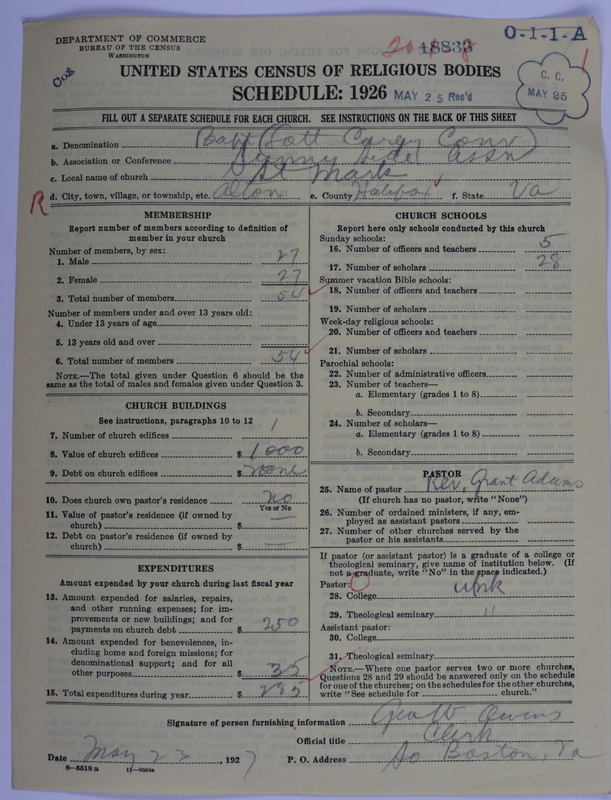 DEPARTMENT OF COMMERCE
BUREAU OF THE CENSUS
WASHINGTON
18833
O-1-1-A
UNITED STATES CENSUS OF RELIGIOUS BODIES
SCHEDULE: 1926
MAY 25 Rec'd
C. C.
MAY 25
FILL OUT A SEPARATE SCHEDULE FOR EACH CHURCH. SEE INSTRUCTIONS ON THE BACK OF THIS SHEET
a. Denomination Bapt (Lott Carey Conv)
b. Association or Conference Sunny Side Assn
c. Local name of church St Mark
R d. City, town, village, or township, etc. Alton e. County Halifax f. State Va
MEMBERSHIP
Report number of members according to definition of
member in your church
Number of members, by sex:
1. Male 27
2. Female 27
3. Total number of members 54
Number of members under and over 13 years old:
4. Under 13 years of age
5. 13 years old and over
6. Total number of members 54
NOTE.—The total given under Question 6 should be the
same as the total of males and females given under Question 3.
CHURCH BUILDINGS
See instructions, paragraphs 10 to 12
7. Number of church edifices 1
8. Value of church edifices $ 1000
9. Debt on church edifices $ none
10. Does church own pastor's residence No
Yes or No
11. Value of pastor's residence (if owned by
church) $ —
12. Debt on pastor's residence (if owned by
church) $ —
EXPENDITURES
Amount expended by your church during last fiscal year
13. Amount expended for salaries, repairs,
and other running expenses; for im-
provements or new buildings; and for
payments on church debt $ 250
14. Amount expended for benevolences, in-
cluding home and foreign missions; for
denominational support; and for all
other purposes $ 35
15. Total expenditures during year $ 285
CHURCH SCHOOLS
Report here only schools conducted by this church
Sunday schools:
16. Number of officers and teachers 5
17. Number of scholars 28
Summer vacation Bible schools:
18. Number of officers and teachers
19. Number of scholars
Week-day religious schools:
20. Number of officers and teachers
21. Number of scholars
Parochial schools:
22. Number of administrative officers
23. Number of teachers—
a. Elementary (grades 1 to 8)
b. Secondary
24. Number of scholars—
a. Elementary (grades 1 to 8)
b. Secondary
PASTOR
25. Name of pastor Rev. Grant Adams
(If church has no pastor, write "None")
26. Number of ordained ministers, if any, em-
ployed as assistant pastors
27. Number of other churches served by the
pastor or his assistants
If pastor (or assistant pastor) is a graduate of a college or
theological seminary, give name of institution below. (If
not a graduate, write "No" in the space indicated.)
Pastor:
28. College unk
29. Theological seminary "
Assistant pastor:
30. College
31. Theological seminary
NOTE.—Where one pastor serves two or more churches,
Questions 28 and 29 should be answered only on the schedule
for one of the churches; on the schedules for the other churches,
write "See schedule for church."
Signature of person furnishing information Owens
Official title Clerk
Date May 23, 1927 P. O. Address So Boston, Va
8-5518a